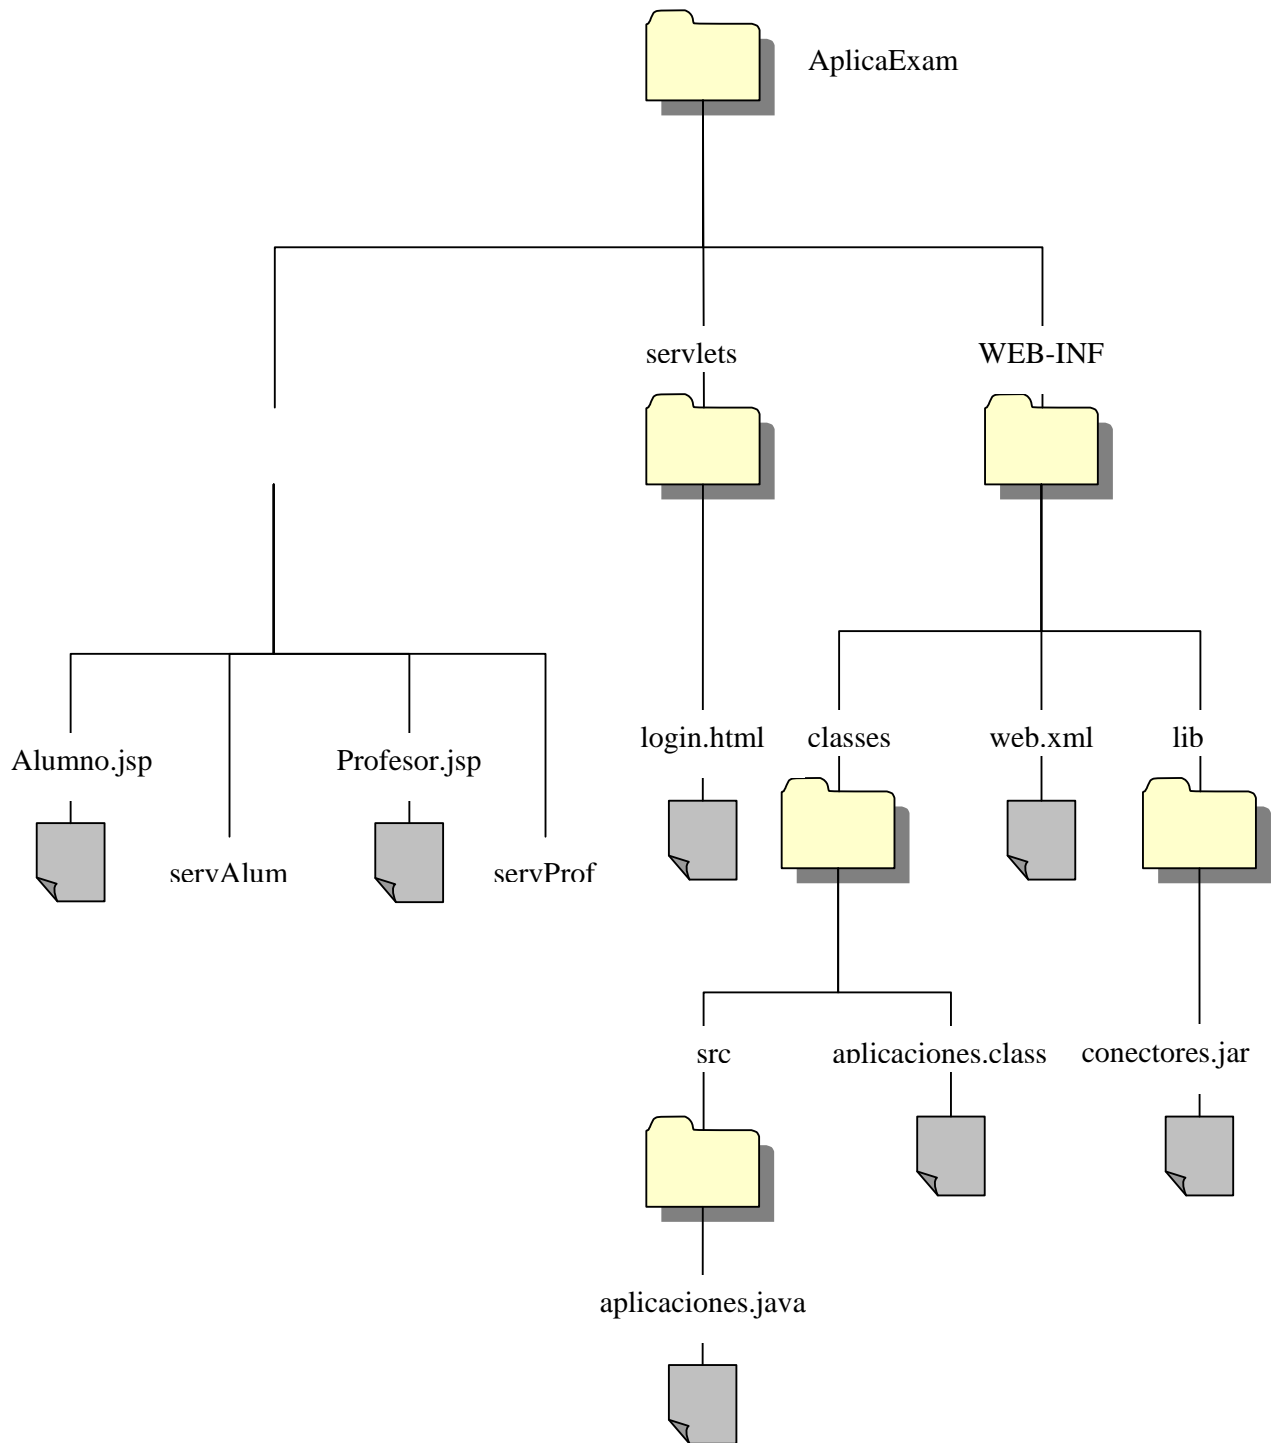 AplicaExam
servlets
WEB-INF
login.html
classes
web.xml
lib
Alumno.jsp
Profesor.jsp
servAlum
servProf
src
aplicaciones.class
conectores.jar
aplicaciones.java